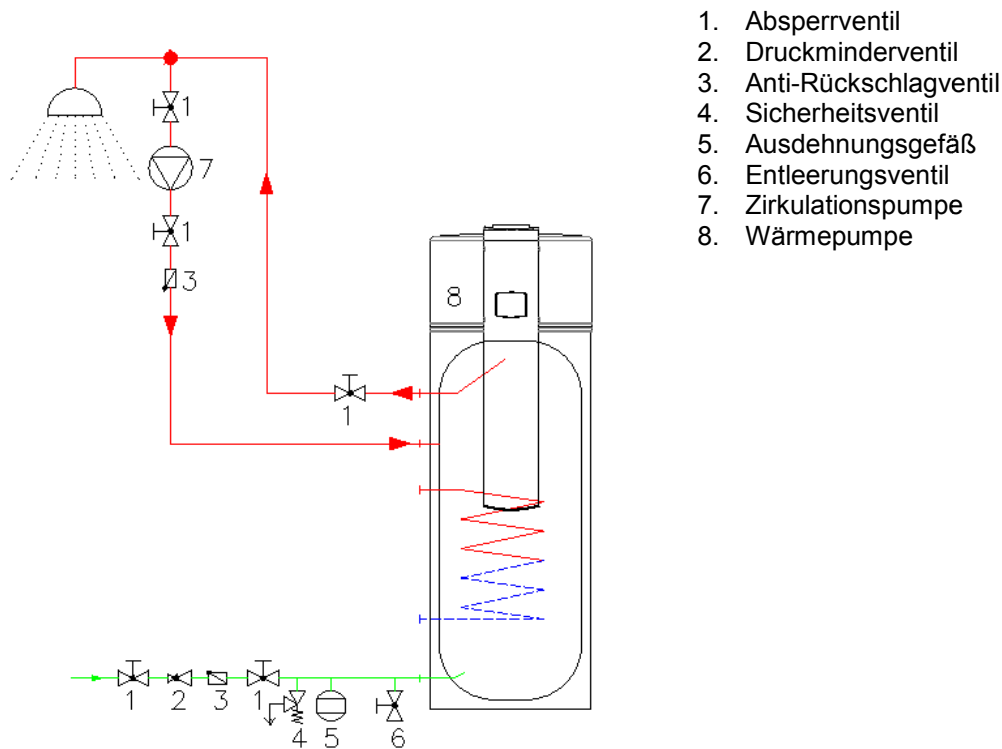 1. Absperrventil
2. Druckminderventil
3. Anti-Rückschlagventil
4. Sicherheitsventil
5. Ausdehnungsgefäß
6. Entleerungsventil
7. Zirkulationspumpe
8. Wärmepumpe
1
7
1
3
8
1
1 2 3 1 4 5 6